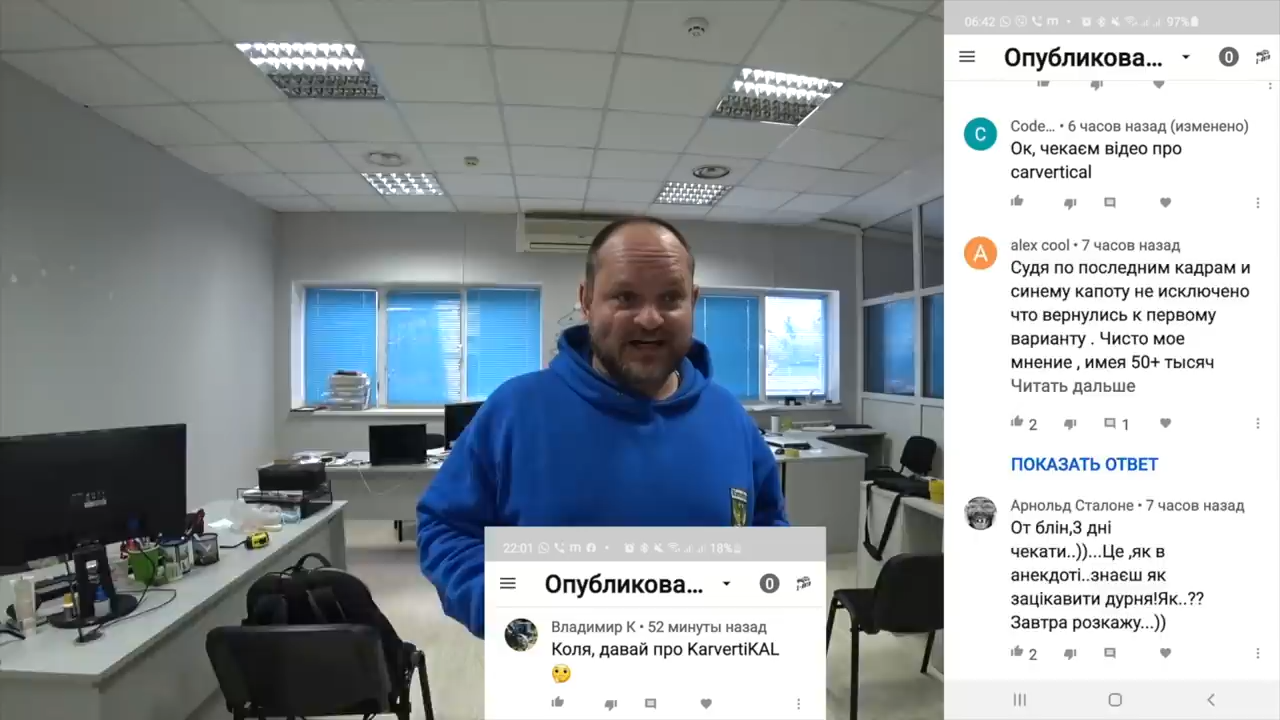 06:42
97%
Опубликова...
0
C
Code... • 6 часов назад (изменено)
Ок, чекаєм відео про
carvertical
A
alex cool • 7 часов назад
Судя по последним кадрам и
синему капоту не исключено
что вернулись к первому
варианту . Чисто мое
мнение , имея 50+ тысяч
Читать дальше
2
1
ПОКАЗАТЬ ОТВЕТ
Арнольд Сталоне • 7 часов назад
От блін,3 дні
чекати..))...Це ,як в
анекдоті..знаєш як
зацікавити дурня!Як..??
Завтра розкажу...))
2
22:01
18%
Опубликова...
0
Владимир К • 52 минуты назад
Коля, давай про KarvertiKAL
🤔